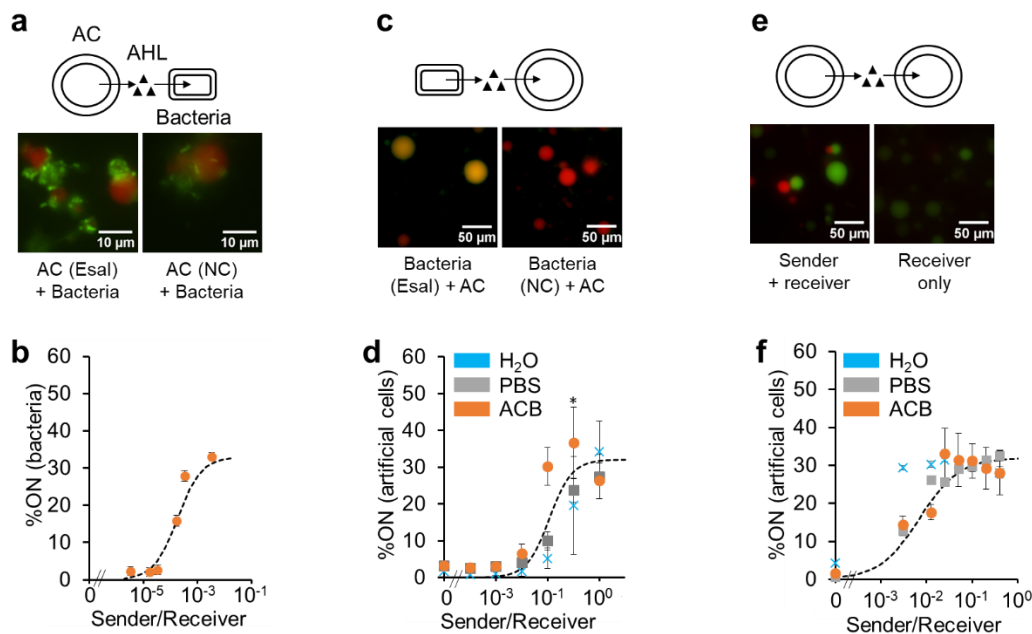 a
AC
AHL
Bacteria
10 µm
10 µm
AC (Esal)
+ Bacteria
AC (NC)
+ Bacteria
c
50 µm
50 µm
Bacteria
(Esal) + AC
Bacteria
(NC) + AC
e
50 µm
50 µm
Sender
+ receiver
Receiver
only
b
%ON (bacteria)
60
50
40
30
20
10
0
0
10⁻⁵
10⁻³
10⁻¹
Sender/Receiver
d
H₂O
PBS
ACB
*
%ON (artificial cells)
60
50
40
30
20
10
0
0
10⁻³
10⁻¹
10⁰
Sender/Receiver
f
H₂O
PBS
ACB
%ON (artificial cells)
60
50
40
30
20
10
0
0
10⁻³
10⁻²
10⁻¹
10⁰
Sender/Receiver